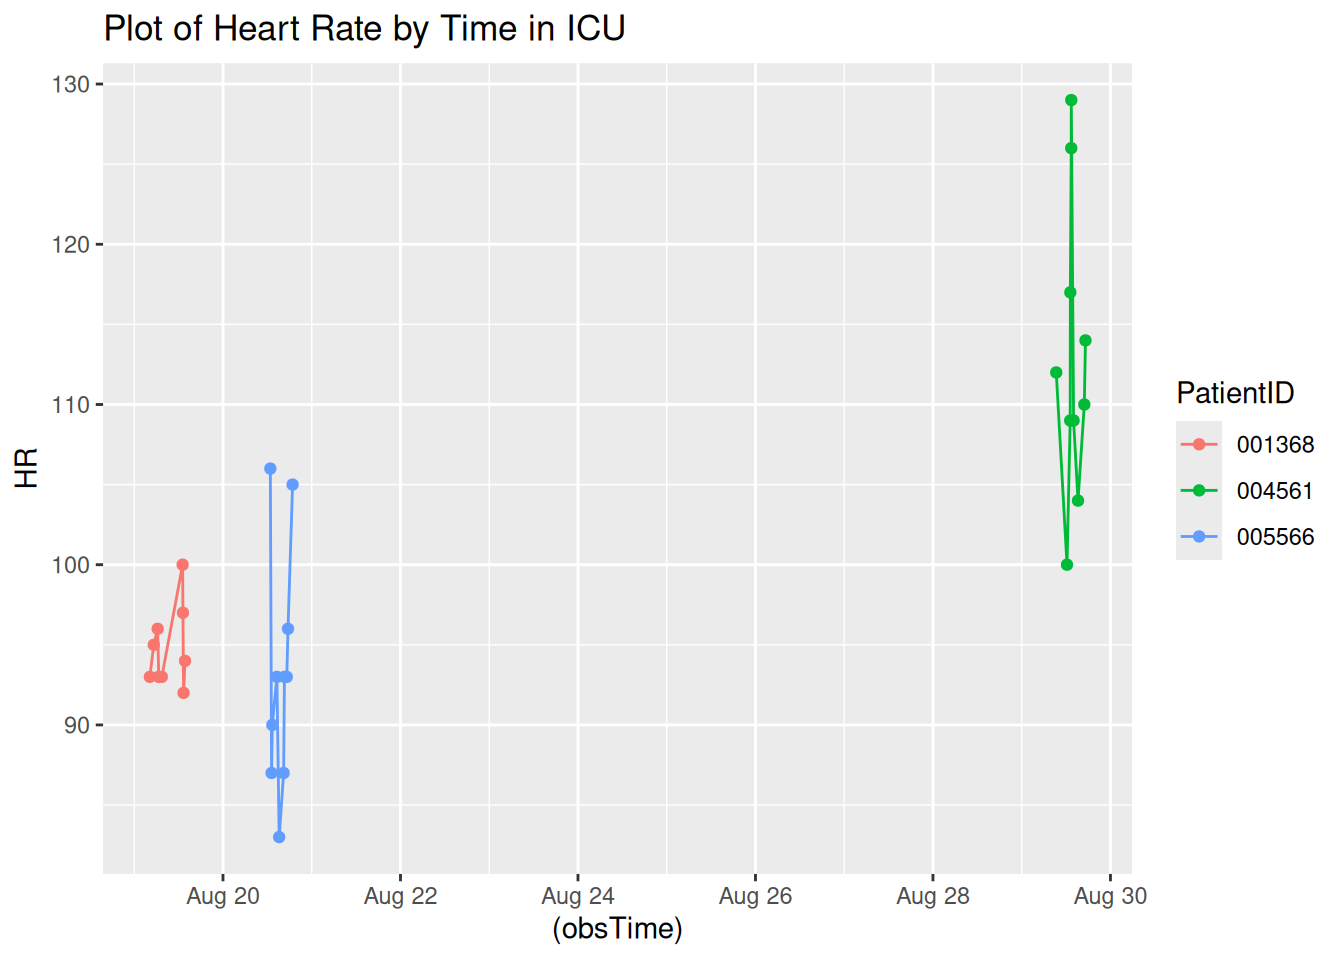 Plot of Heart Rate by Time in ICU
130
120
110
100
90
HR
Aug 20 Aug 22 Aug 24 Aug 26 Aug 28 Aug 30
(obsTime)
PatientID
001368
004561
005566